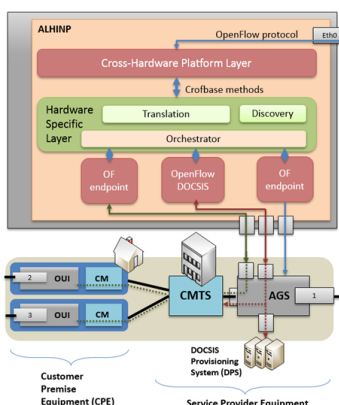 ALHINP
OpenFlow protocol
Eth0
Cross-Hardware Platform Layer
Crofbase methods
Hardware
Specific
Layer
Translation
Discovery
Orchestrator
OF
endpoint
OpenFlow
DOCSIS
OF
endpoint
2
OUI
CM
3
OUI
CM
CMTS
AGS
1
DOCSIS
Provisioning
System (DPS)
Customer
Premise
Equipment (CPE)
Service Provider Equipment